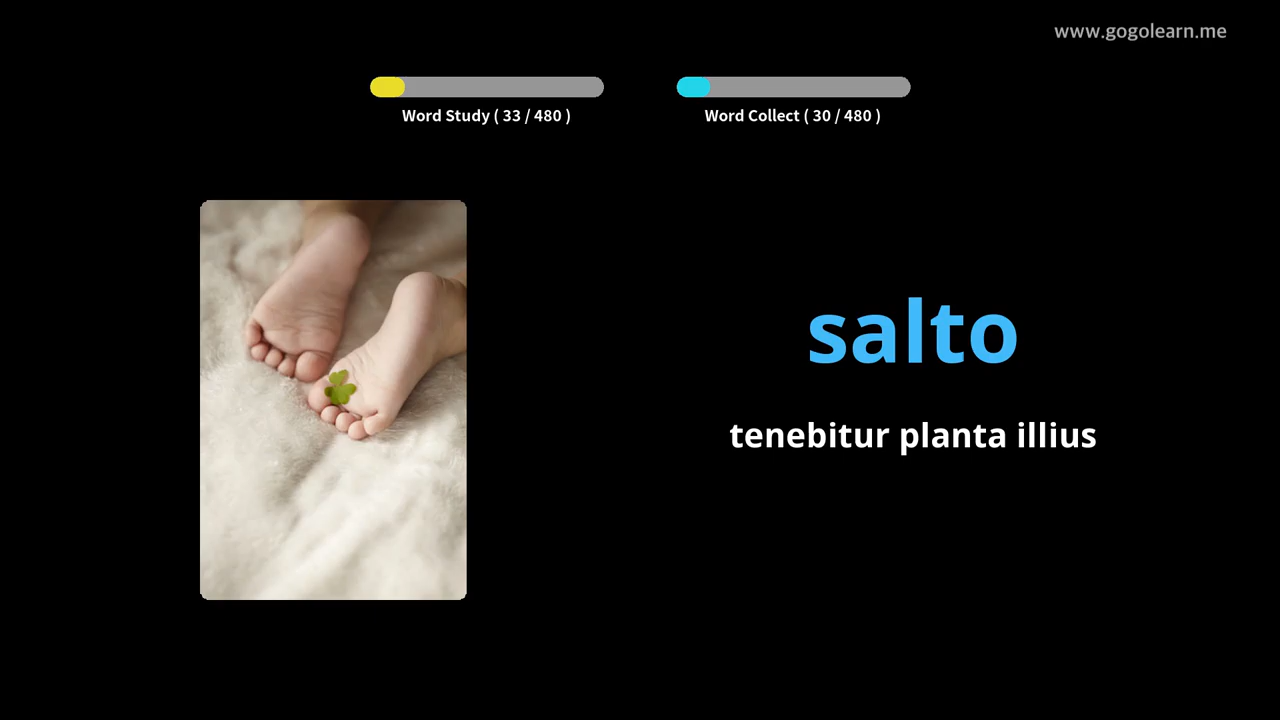 www.gogolearn.me
Word Study ( 33 / 480 )
Word Collect ( 30 / 480 )
salto
tenebitur planta illius